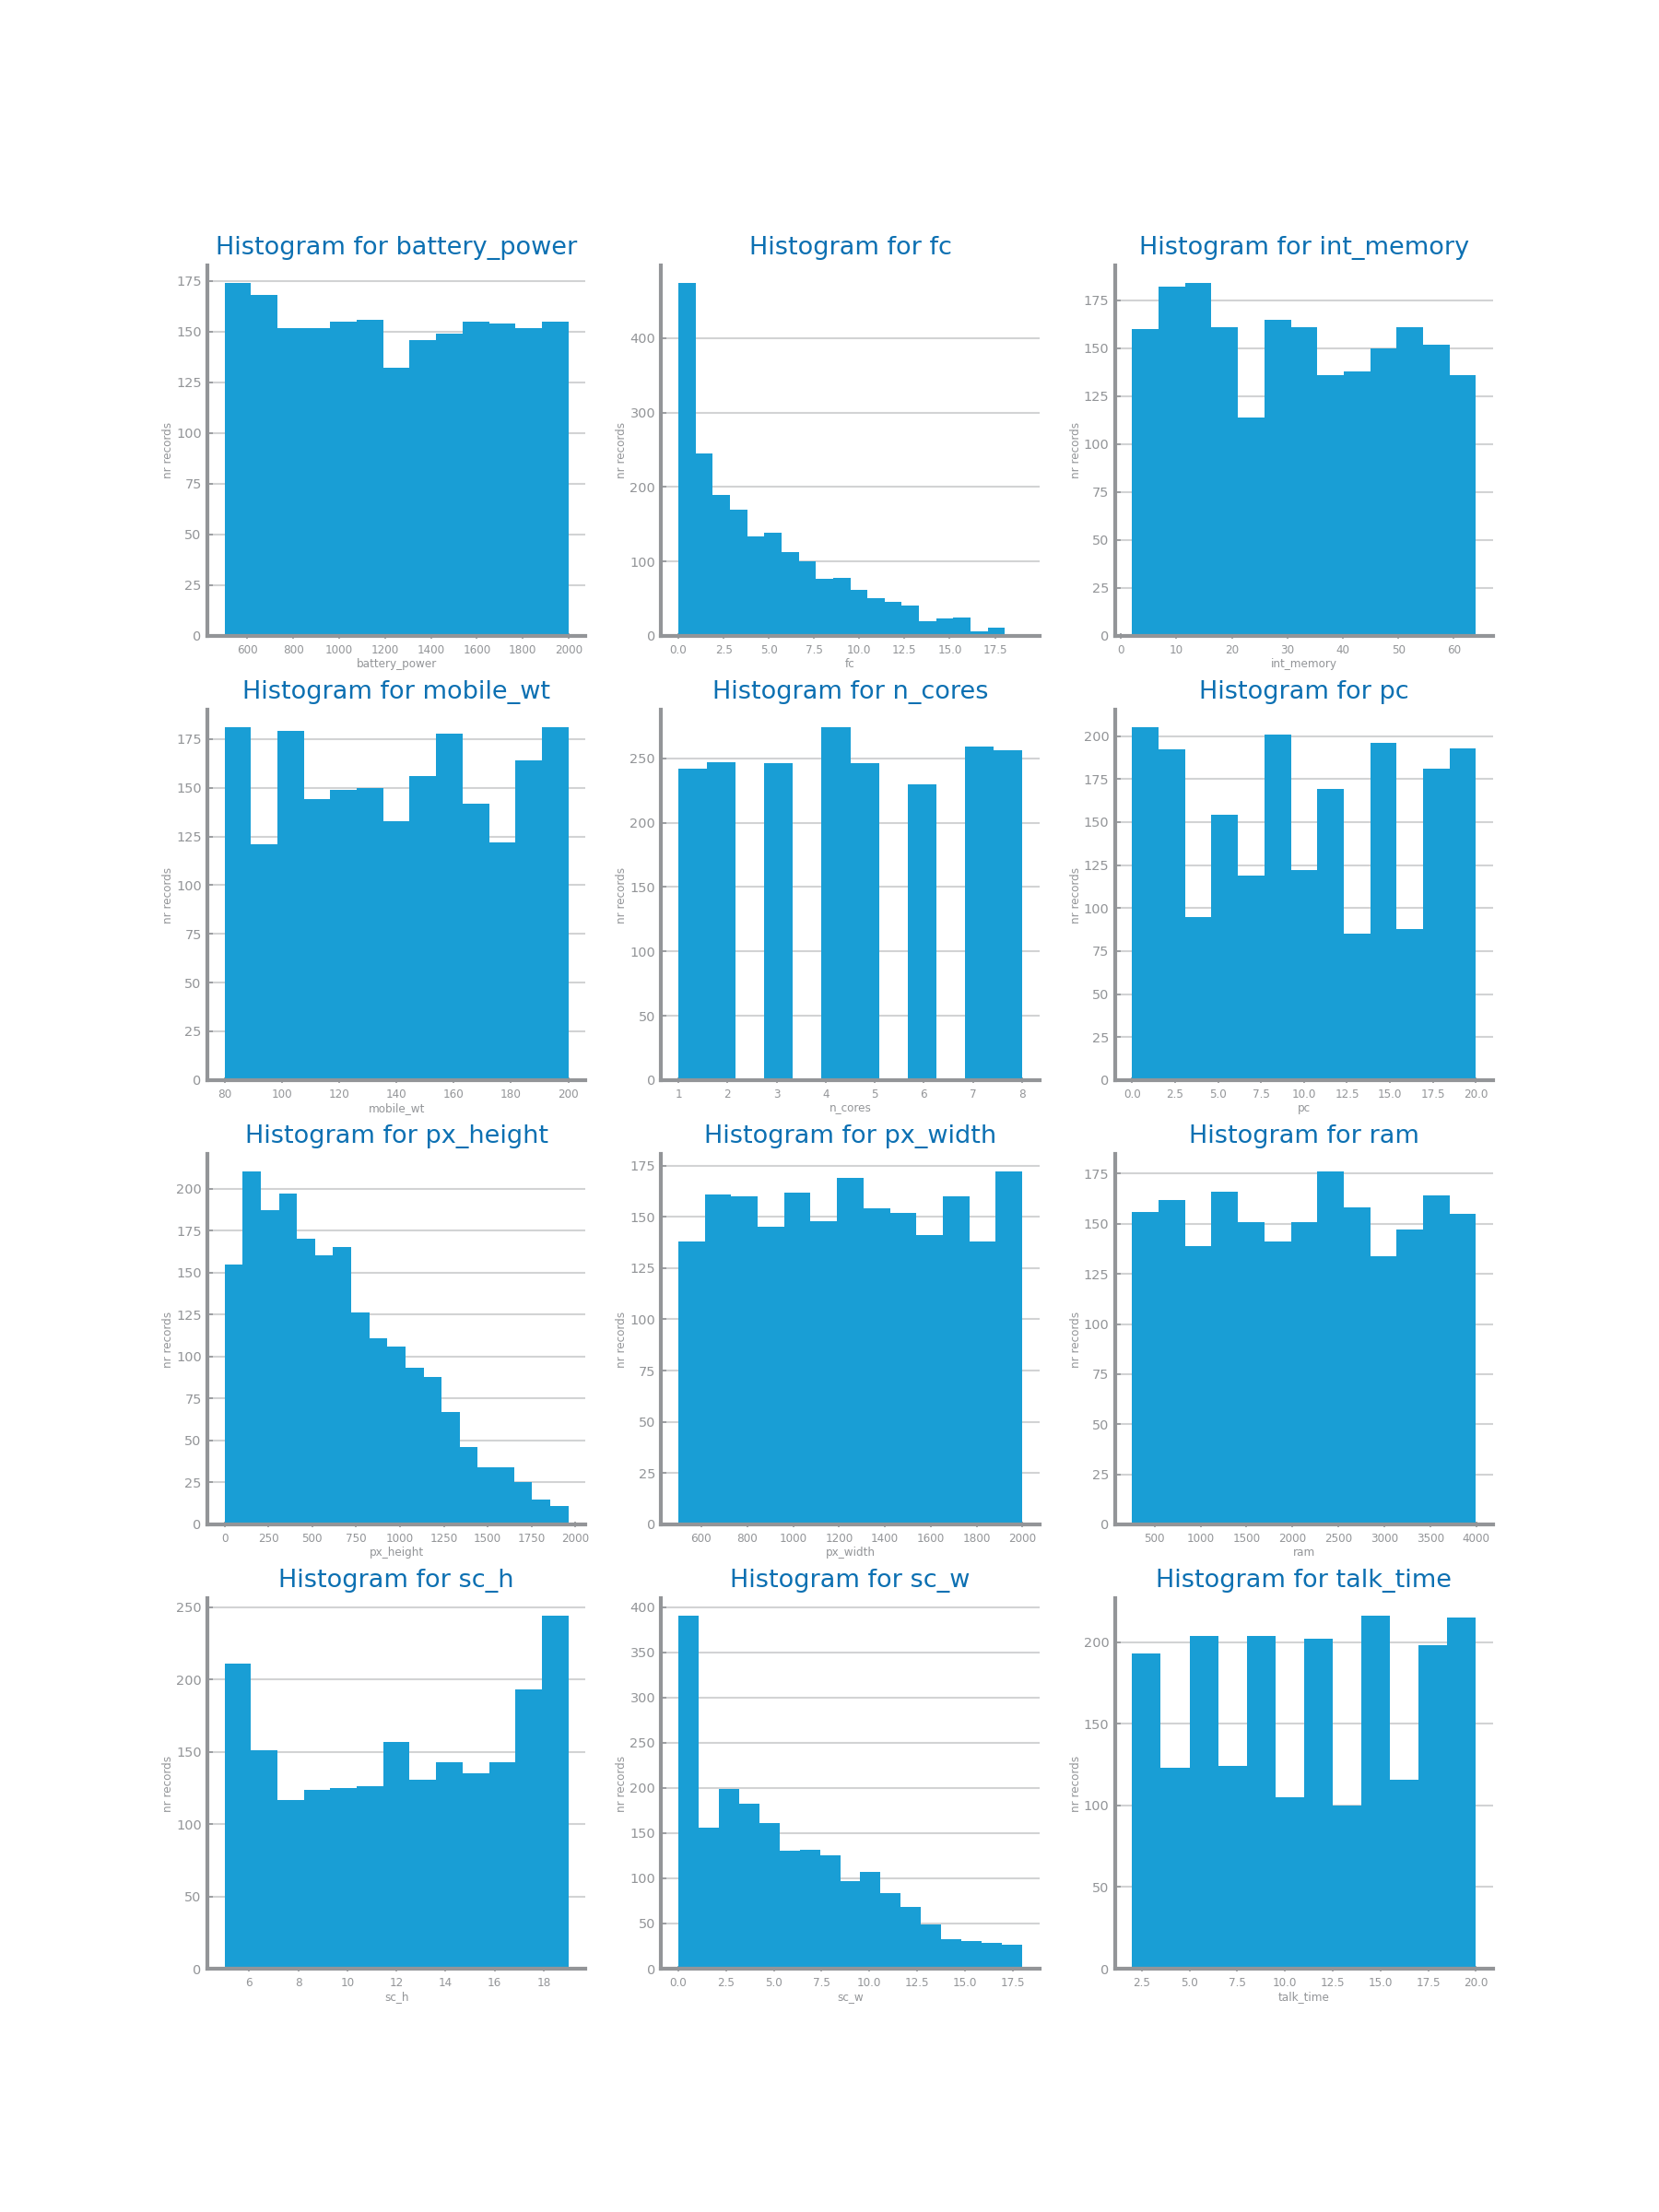 Histogram for battery_power
175
150
125
100
75
50
25
0
nr records
600 800 1000 1200 1400 1600 1800 2000
battery_power
Histogram for fc
400
300
200
100
0
nr records
0.0 2.5 5.0 7.5 10.0 12.5 15.0 17.5
fc
Histogram for int_memory
175
150
125
100
75
50
25
0
nr records
0 10 20 30 40 50 60
int_memory
Histogram for mobile_wt
175
150
125
100
75
50
25
0
nr records
80 100 120 140 160 180 200
mobile_wt
Histogram for n_cores
250
200
150
100
50
0
nr records
1 2 3 4 5 6 7 8
n_cores
Histogram for pc
200
175
150
125
100
75
50
25
0
nr records
0.0 2.5 5.0 7.5 10.0 12.5 15.0 17.5 20.0
pc
Histogram for px_height
200
175
150
125
100
75
50
25
0
nr records
0 250 500 750 1000 1250 1500 1750 2000
px_height
Histogram for px_width
175
150
125
100
75
50
25
0
nr records
600 800 1000 1200 1400 1600 1800 2000
px_width
Histogram for ram
175
150
125
100
75
50
25
0
nr records
500 1000 1500 2000 2500 3000 3500 4000
ram
Histogram for sc_h
250
200
150
100
50
0
nr records
6 8 10 12 14 16 18
sc_h
Histogram for sc_w
400
350
300
250
200
150
100
50
0
nr records
0.0 2.5 5.0 7.5 10.0 12.5 15.0 17.5
sc_w
Histogram for talk_time
200
150
100
50
0
nr records
2.5 5.0 7.5 10.0 12.5 15.0 17.5 20.0
talk_time